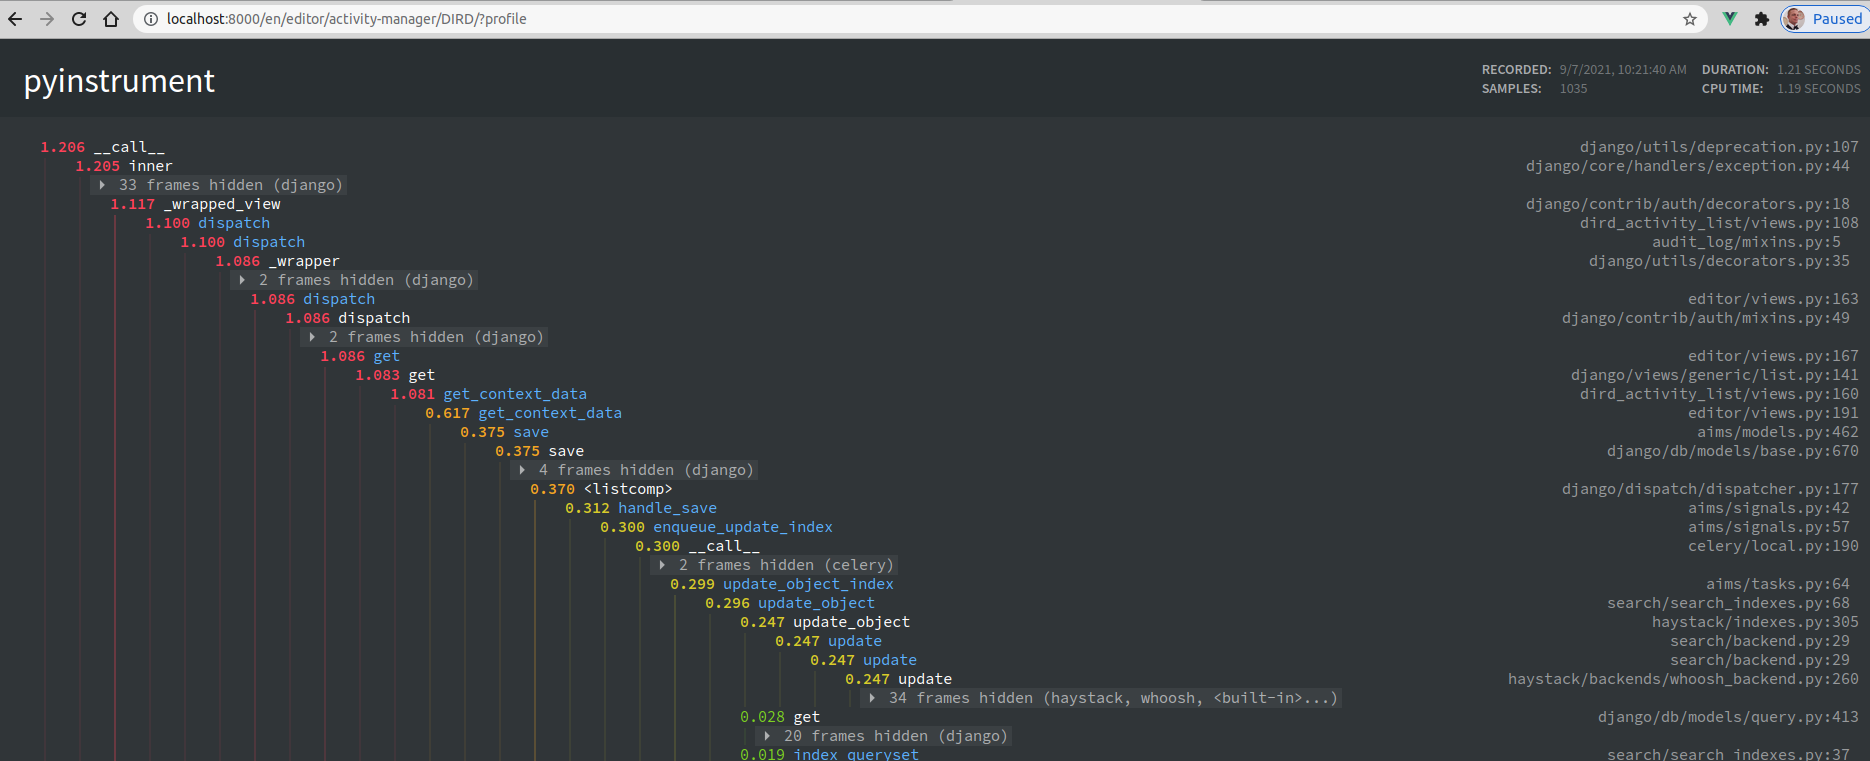 localhost:8000/en/editor/activity-manager/DIRD/?profile Paused
pyinstrument
RECORDED: 9/7/2021, 10:21:40 AM DURATION: 1.21 SECONDS
SAMPLES: 1035 CPU TIME: 1.19 SECONDS
1.206 __call__ django/utils/deprecation.py:107
1.205 inner django/core/handlers/exception.py:44
33 frames hidden (django)
1.117 _wrapped_view django/contrib/auth/decorators.py:18
1.100 dispatch dird_activity_list/views.py:108
1.100 dispatch audit_log/mixins.py:5
1.086 _wrapper django/utils/decorators.py:35
2 frames hidden (django)
1.086 dispatch editor/views.py:163
1.086 dispatch django/contrib/auth/mixins.py:49
2 frames hidden (django)
1.086 get editor/views.py:167
1.083 get django/views/generic/list.py:141
1.081 get_context_data dird_activity_list/views.py:160
0.617 get_context_data editor/views.py:191
0.375 save aims/models.py:462
0.375 save django/db/models/base.py:670
4 frames hidden (django)
0.370 <listcomp> django/dispatch/dispatcher.py:177
0.312 handle_save aims/signals.py:42
0.300 enqueue_update_index aims/signals.py:57
0.300 __call__ celery/local.py:190
2 frames hidden (celery)
0.299 update_object_index aims/tasks.py:64
0.296 update_object search/search_indexes.py:68
0.247 update_object haystack/indexes.py:305
0.247 update search/backend.py:29
0.247 update search/backend.py:29
0.247 update haystack/backends/whoosh_backend.py:260
34 frames hidden (haystack, whoosh, <built-in>...)
0.028 get django/db/models/query.py:413
20 frames hidden (django)
0.019 index_queryset search/search_indexes.py:37